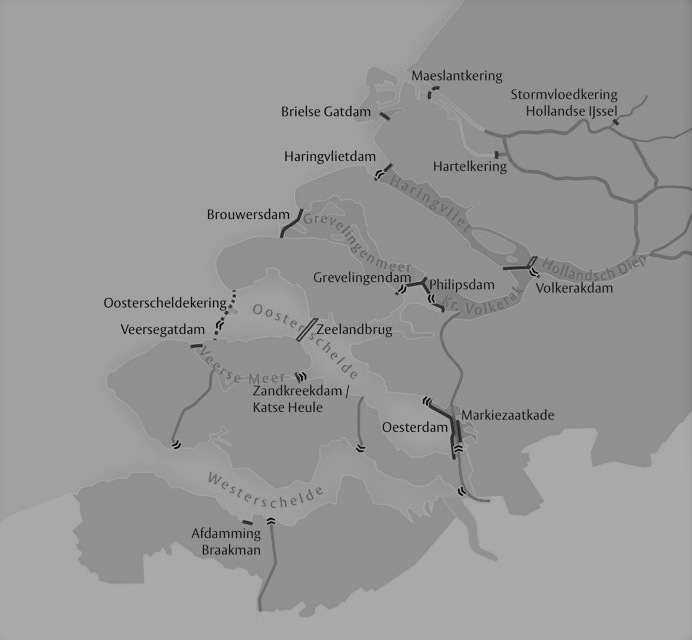 Maeslantkering
Stormvloedkering
Hollandse IJssel
Brielse Gatdam
Haringvlietdam
Hartelkering
Haringvliet
Brouwersdam
Grevelingenmeer
Hollandsch Diep
Grevelingendam
Philipsdam
Volkerakdam
Kr. Volkerak
Oosterscheldekering
Oosterschelde
Veersegatdam
Zeelandbrug
Veerse Meer
Zandkreekdam /
Katse Heule
Markiezaatkade
Oesterdam
Westerschelde
Afdamming
Braakman